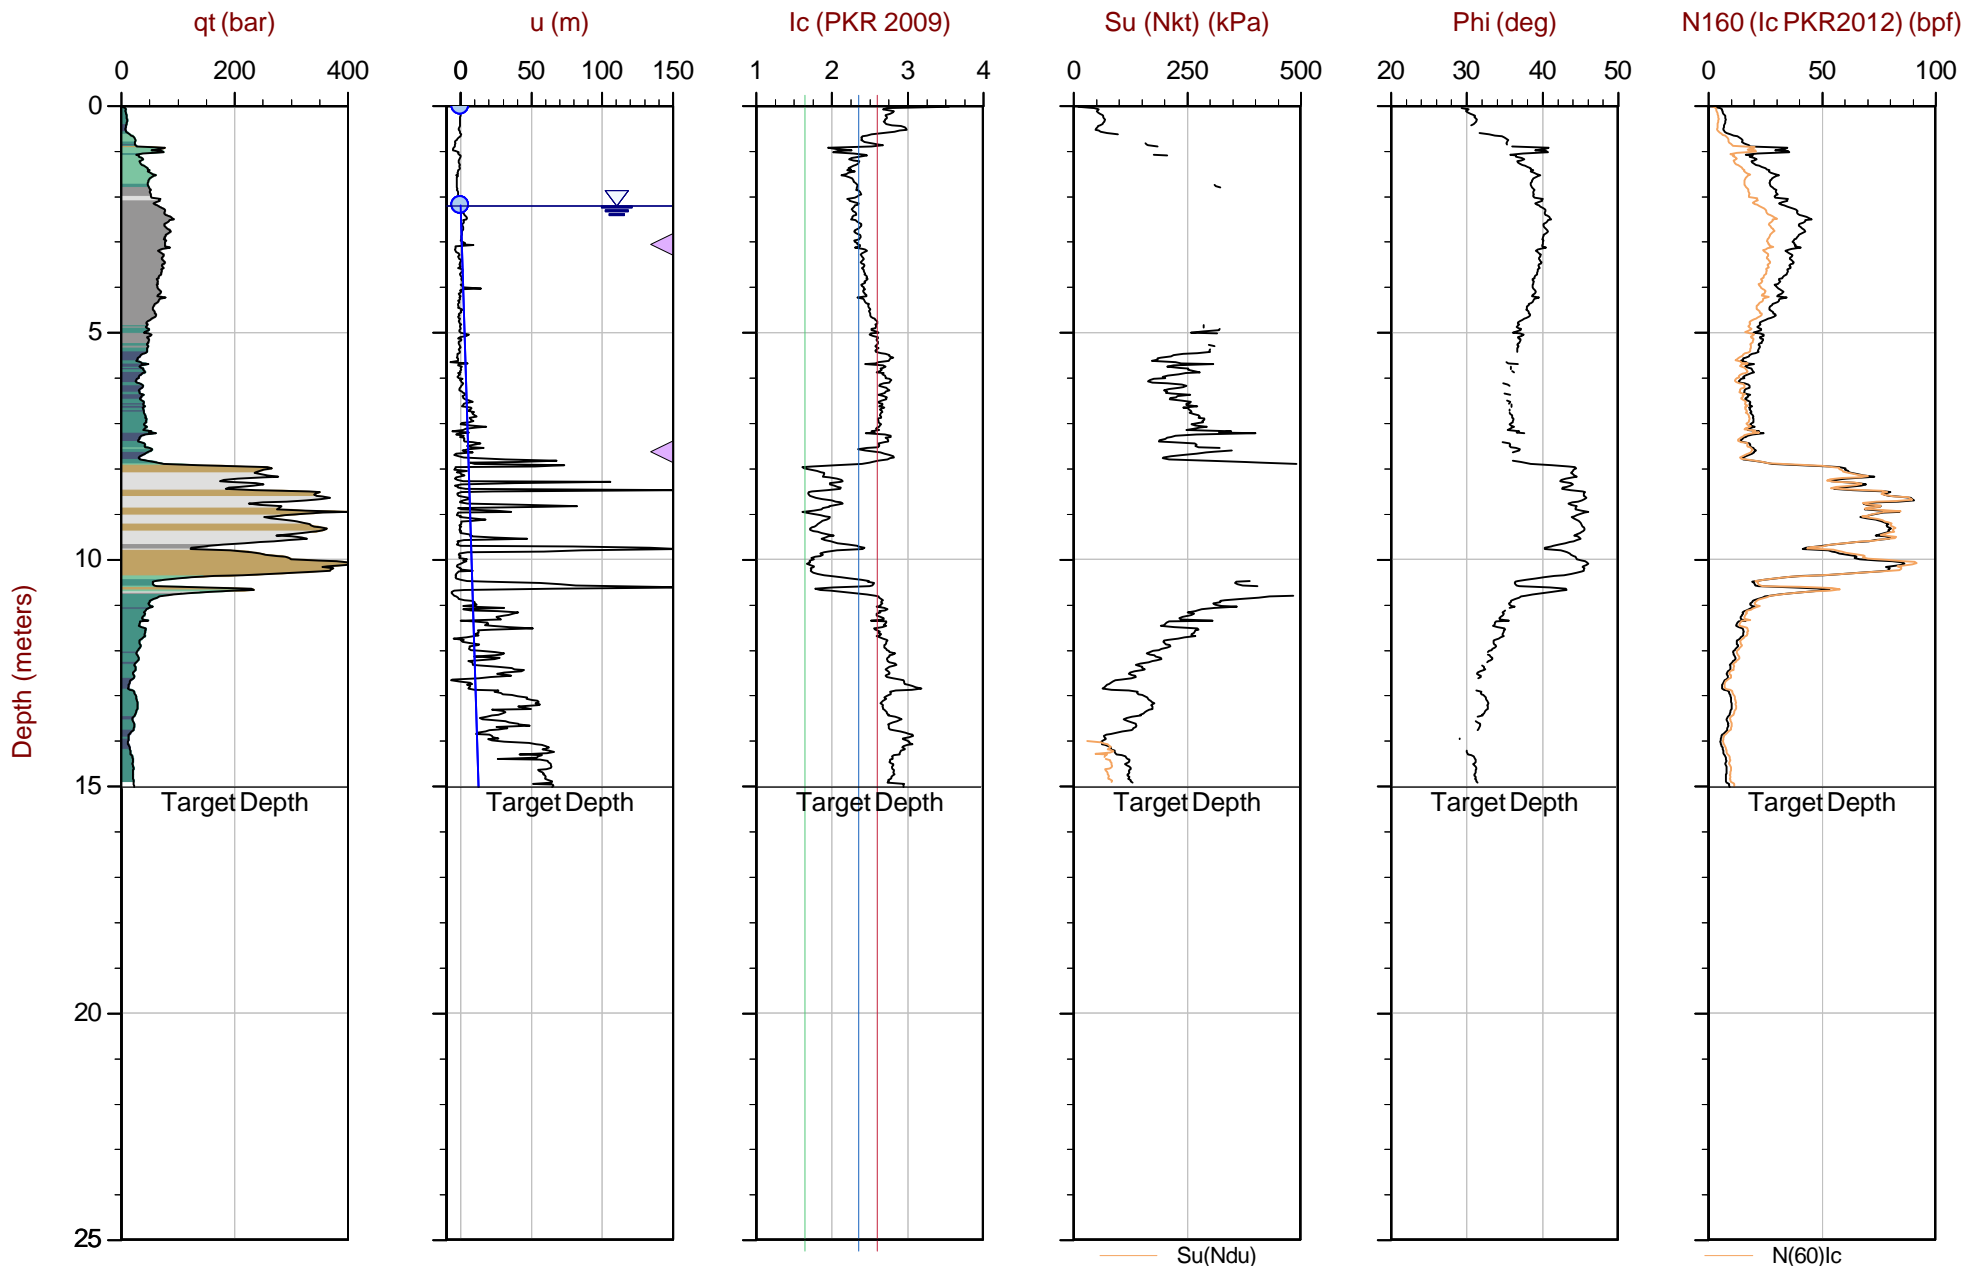 qt (bar) u (m) Ic (PKR 2009) Su (Nkt) (kPa) Phi (deg) N160 (Ic PKR2012) (bpf)
0 200 400 0 50 100 150 1 2 3 4 0 250 500 20 30 40 50 0 50 100
0
5
10
15
20
25
Depth (meters)
Target Depth Target Depth Target Depth Target Depth Target Depth Target Depth
Su(Ndu) N(60)Ic